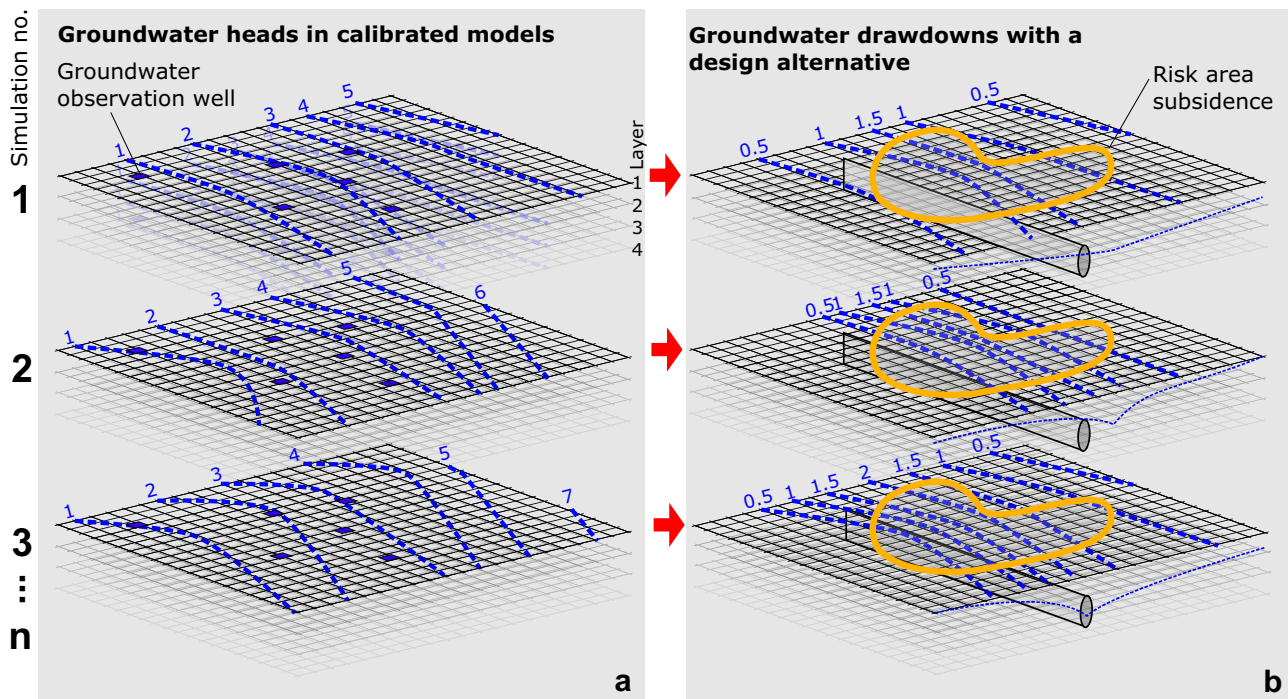 Simulation no.
Groundwater heads in calibrated models
Groundwater
observation well
1 2 3 4 5
Layer
1
2
3
4
1
1 2 3 4 5 6
2
1 2 3 4 5 7
3
...
n
a
Groundwater drawdowns with a
design alternative
Risk area
subsidence
0.5 1 1.5 1 0.5
0.5 1 1.5 1 0.5
0.5 1 1.5 2 1.5 1 0.5
b